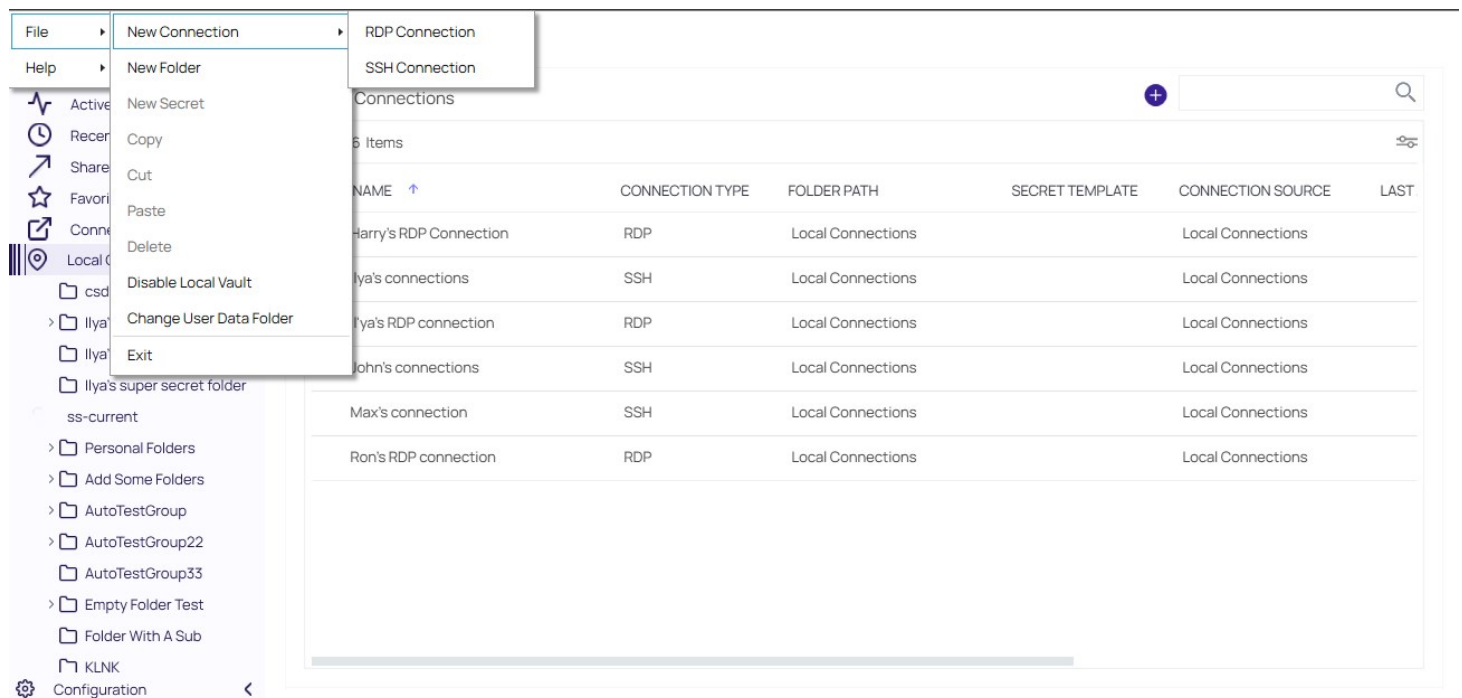 File
Help
New Connection
New Folder
New Secret
Copy
Cut
Paste
Delete
Disable Local Vault
Change User Data Folder
Exit
RDP Connection
SSH Connection
Active
Recen
Share
Favori
Conne
Local C
csd
Ilya'
Ilya'
Ilya's super secret folder
ss-current
Personal Folders
Add Some Folders
AutoTestGroup
AutoTestGroup22
AutoTestGroup33
Empty Folder Test
Folder With A Sub
KLNK
Configuration
Connections
6 Items
NAME CONNECTION TYPE FOLDER PATH SECRET TEMPLATE CONNECTION SOURCE LAST
Harry's RDP Connection RDP Local Connections Local Connections
lya's connections SSH Local Connections Local Connections
l'ya's RDP connection RDP Local Connections Local Connections
John's connections SSH Local Connections Local Connections
Max's connection SSH Local Connections Local Connections
Ron's RDP connection RDP Local Connections Local Connections